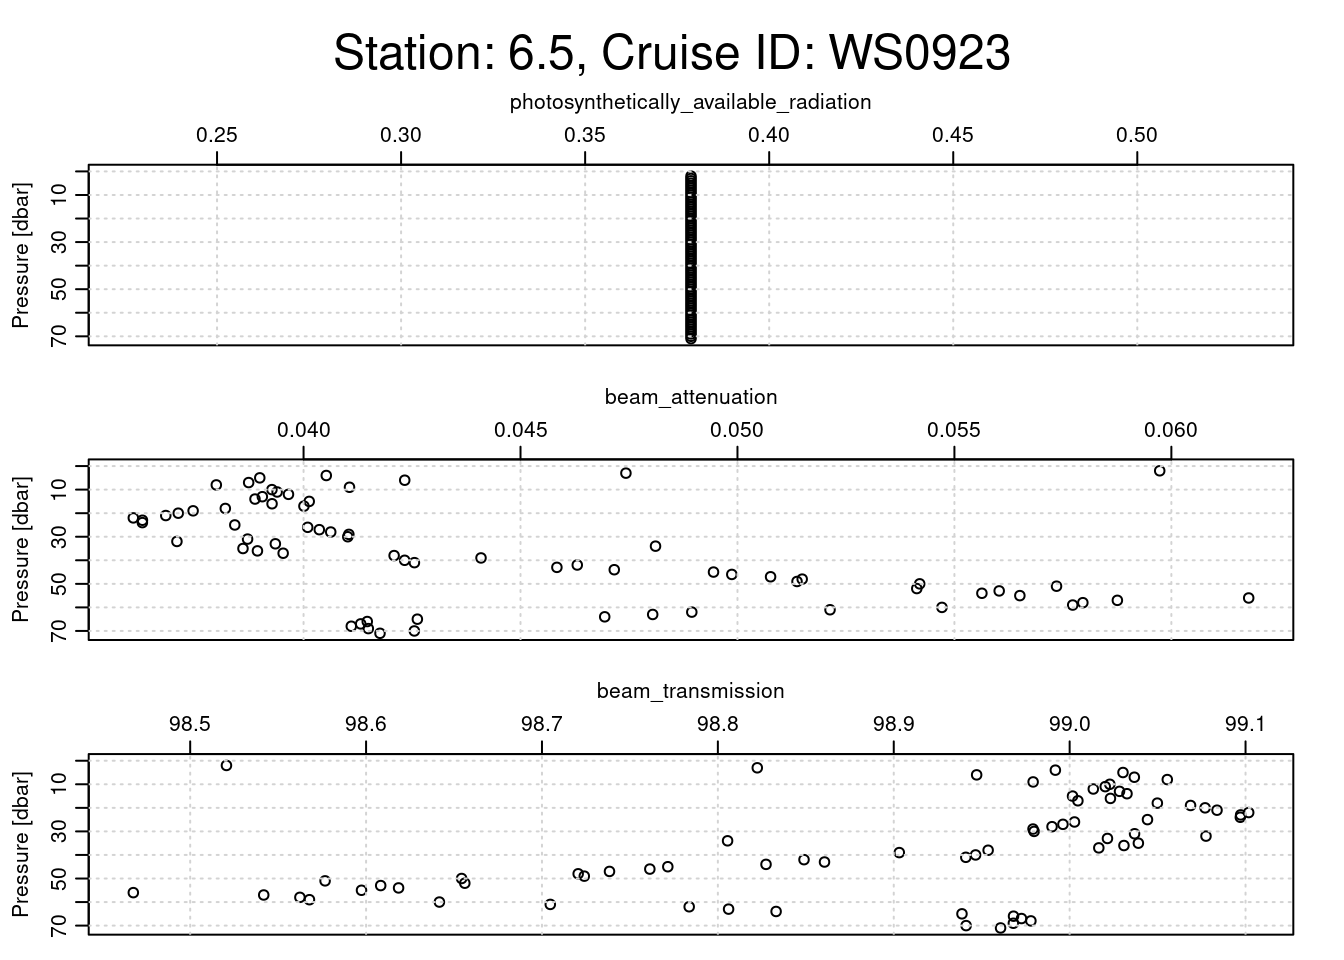 Station: 6.5, Cruise ID: WS0923
photosynthetically_available_radiation
0.25 0.30 0.35 0.40 0.45 0.50
Pressure [dbar]
10 30 50 70
beam_attenuation
0.040 0.045 0.050 0.055 0.060
Pressure [dbar]
10 30 50 70
beam_transmission
98.5 98.6 98.7 98.8 98.9 99.0 99.1
Pressure [dbar]
10 30 50 70